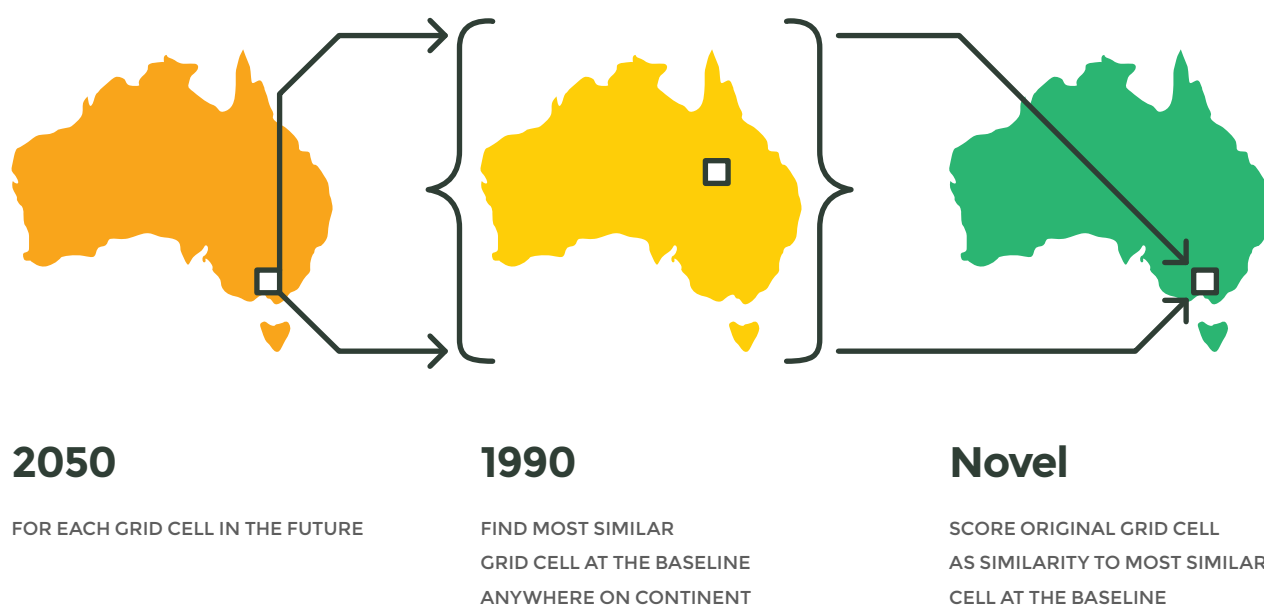 2050
FOR EACH GRID CELL IN THE FUTURE
1990
FIND MOST SIMILAR
GRID CELL AT THE BASELINE
ANYWHERE ON CONTINENT
Novel
SCORE ORIGINAL GRID CELL
AS SIMILARITY TO MOST SIMILAR
CELL AT THE BASELINE